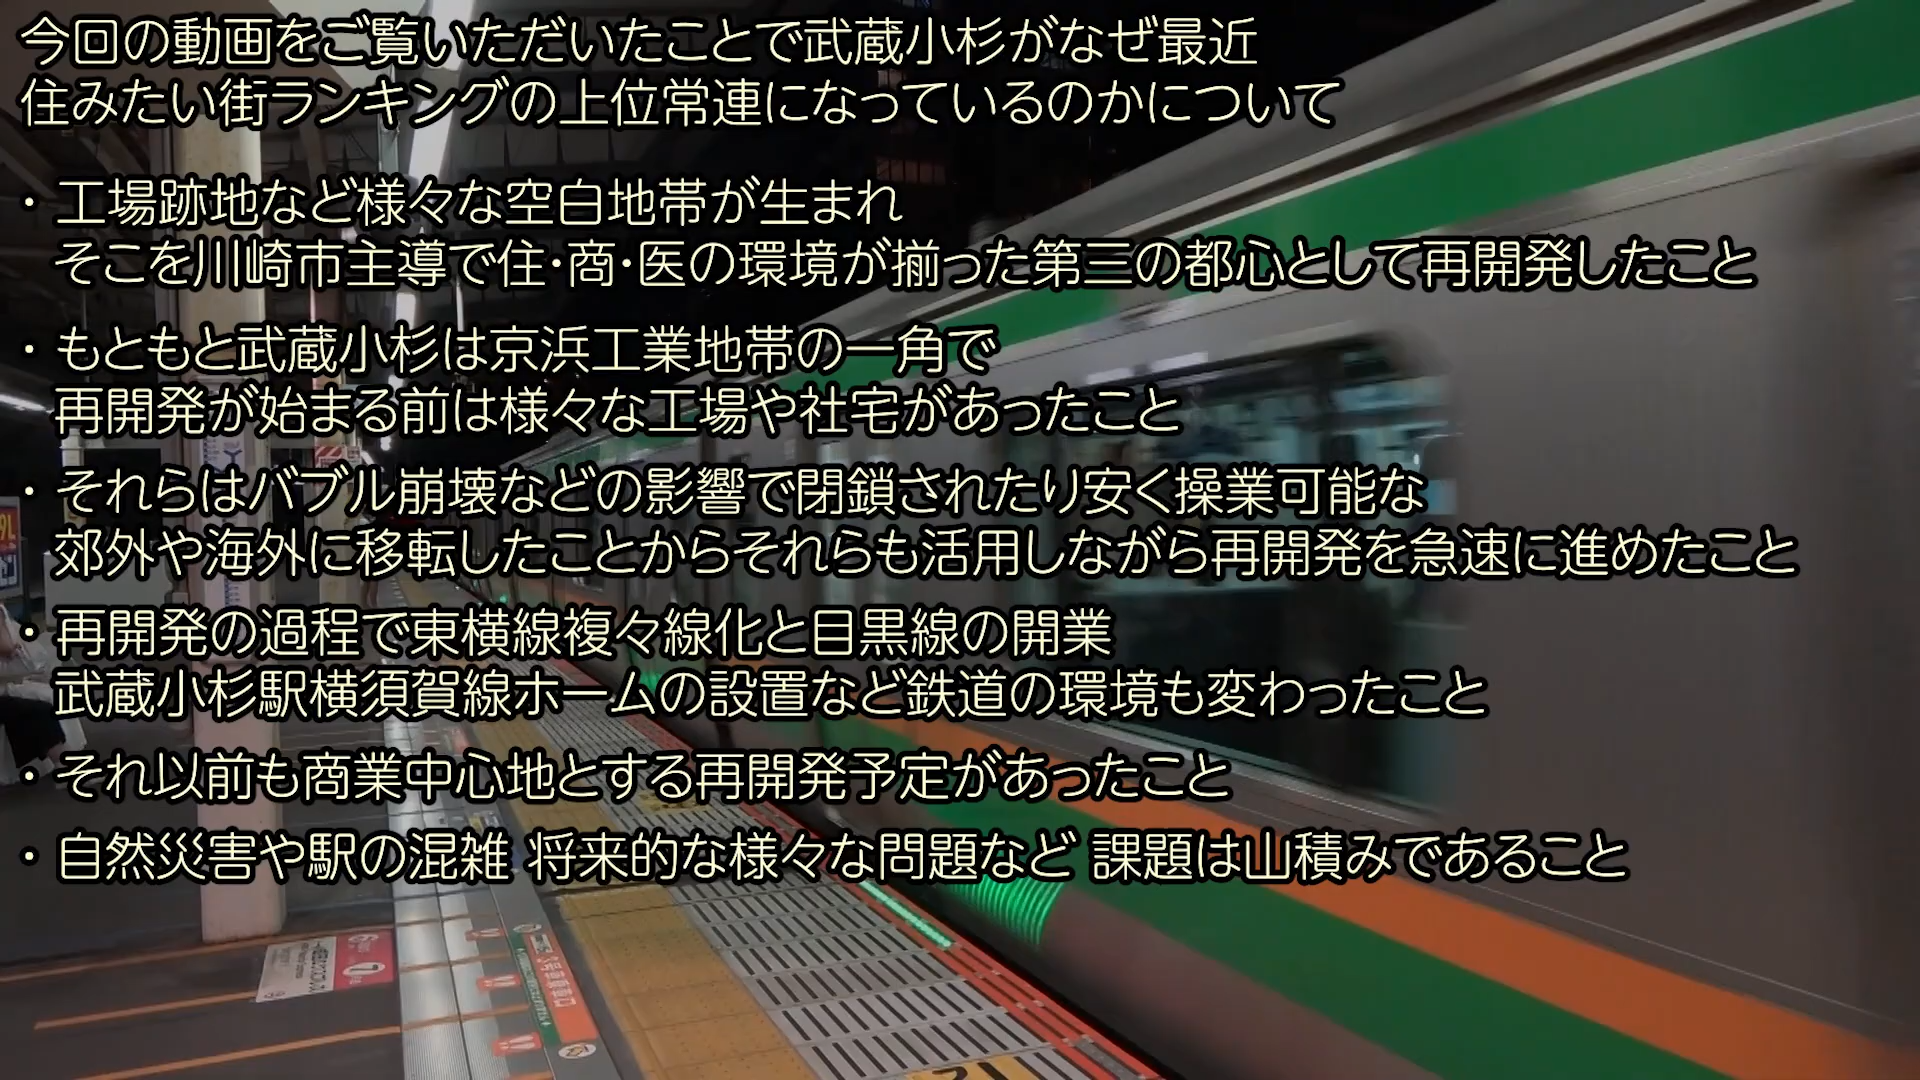 今回の動画をご覧いただいたことで武蔵小杉がなぜ最近
住みたい街ランキングの上位常連になっているのかについて
・工場跡地など様々な空白地帯が生まれ
そこを川崎市主導で住・商・医の環境が揃った第三の都心として再開発したこと
・もともと武蔵小杉は京浜工業地帯の一角で
再開発が始まる前は様々な工場や社宅があったこと
・それらはバブル崩壊などの影響で閉鎖されたり安く操業可能な
郊外や海外に移転したことからそれらも活用しながら再開発を急速に進めたこと
・再開発の過程で東横線複々線化と目黒線の開業
武蔵小杉駅横須賀線ホームの設置など鉄道の環境も変わったこと
・それ以前も商業中心地とする再開発予定があったこと
・自然災害や駅の混雑 将来的な様々な問題など 課題は山積みであること